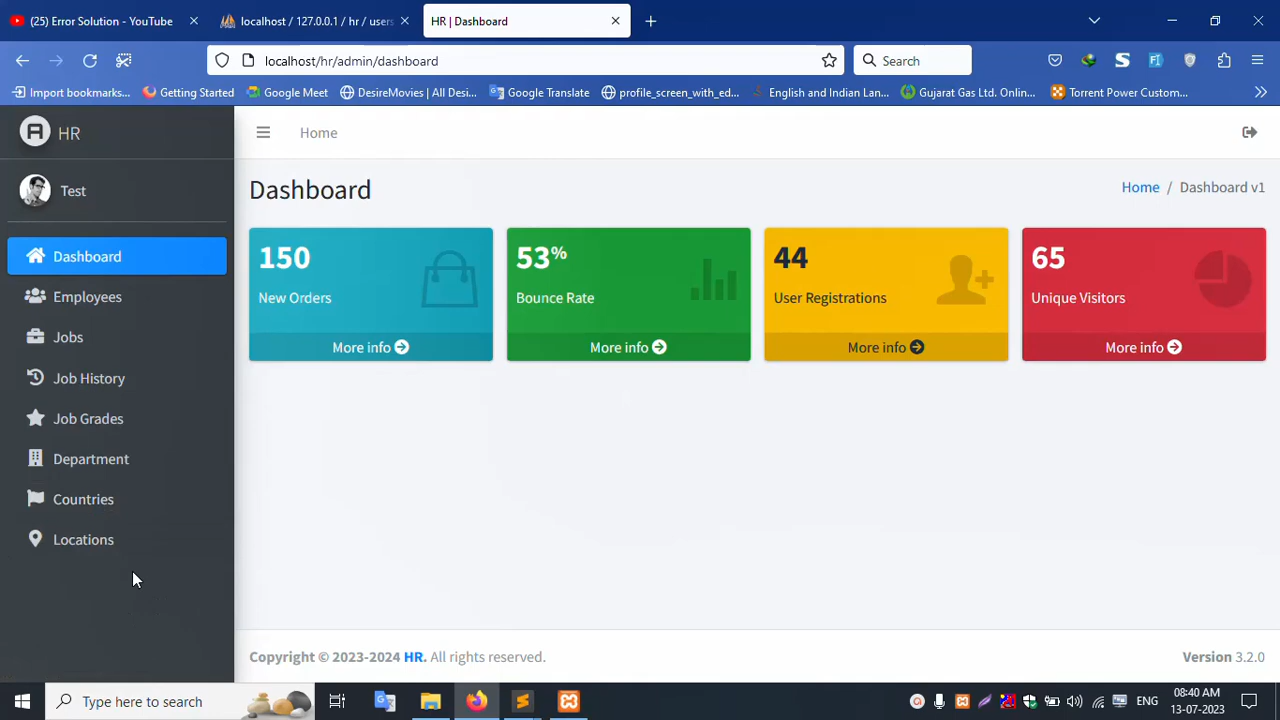 (25) Error Solution - YouTube
localhost / 127.0.0.1 / hr / users
HR | Dashboard
localhost/hr/admin/dashboard
Search
Import bookmarks...
Getting Started
Google Meet
DesireMovies | All Desi...
Google Translate
profile_screen_with_ed...
English and Indian Lan...
Gujarat Gas Ltd. Onlin...
Torrent Power Custom...
HR
Home
Test
Dashboard
Home / Dashboard v1
Dashboard
Employees
Jobs
Job History
Job Grades
Department
Countries
Locations
150
New Orders
More info
53%
Bounce Rate
More info
44
User Registrations
More info
65
Unique Visitors
More info
Copyright © 2023-2024 HR. All rights reserved.
Version 3.2.0
Type here to search
ENG
08:40 AM
13-07-2023